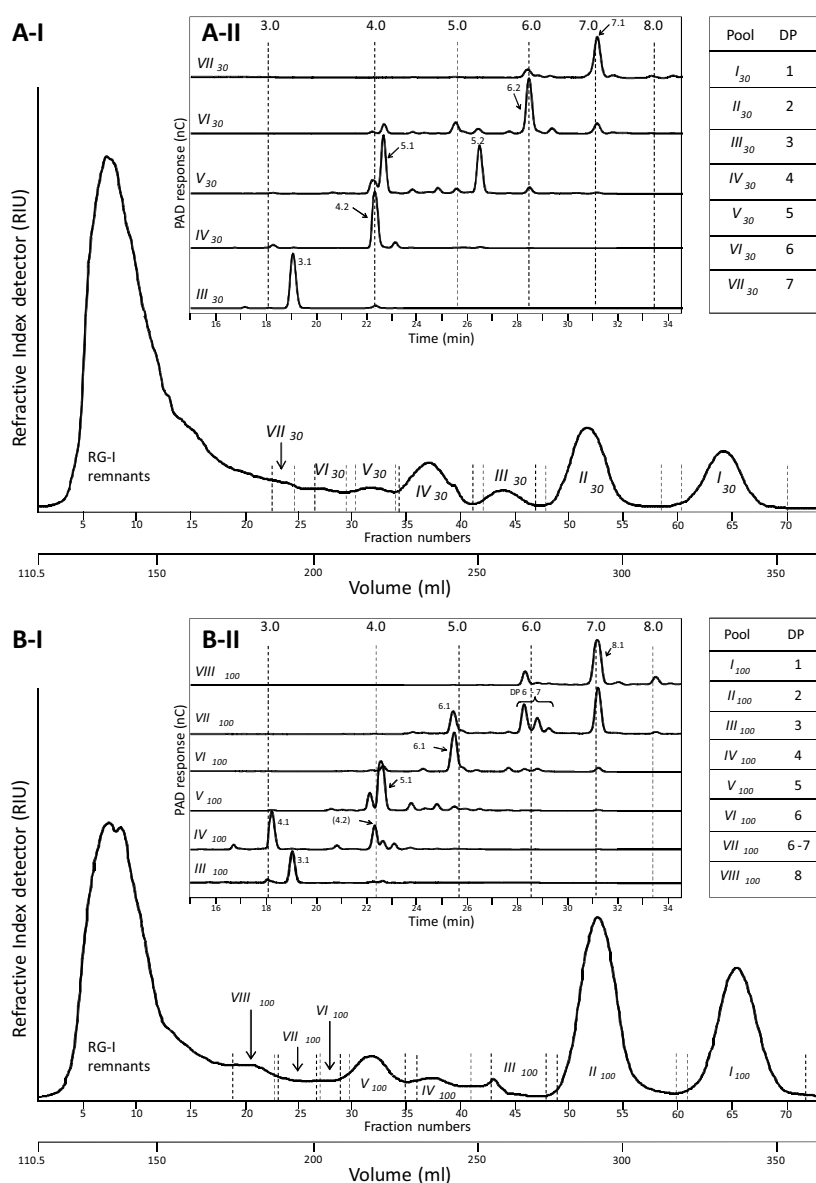 A-I
A-II
3.0 4.0 5.0 6.0 7.0 8.0
7.1
VII 30
6.2
VI 30
5.1
5.2
V 30
4.2
IV 30
3.1
III 30
PAD response (nC)
16 18 20 22 24 26 28 30 32 34
Time (min)
Pool DP
I 30 1
II 30 2
III 30 3
IV 30 4
V 30 5
VI 30 6
VII 30 7
Refractive Index detector (RIU)
RG-I
remnants
VII 30
VI 30
V 30
IV 30
III 30
II 30
I 30
5 10 15 20 25 30 35 40 45 50 55 60 65 70
Fraction numbers
110.5 150 200 250 300 350
Volume (ml)
B-I
B-II
3.0 4.0 5.0 6.0 7.0 8.0
VIII 100
8.1
VII 100
6.1
DP 6 - 7
VI 100
6.1
V 100
5.1
IV 100
4.1
(4.2)
III 100
3.1
PAD response (nC)
16 18 20 22 24 26 28 30 32 34
Time (min)
Pool DP
I 100 1
II 100 2
III 100 3
IV 100 4
V 100 5
VI 100 6
VII 100 6-7
VIII 100 8
Refractive Index detector (RIU)
RG-I
remnants
VIII 100
VII 100
VI 100
V 100
IV 100
III 100
II 100
I 100
5 10 15 20 25 30 35 40 45 50 55 60 65 70
Fraction numbers
110.5 150 200 250 300 350
Volume (ml)